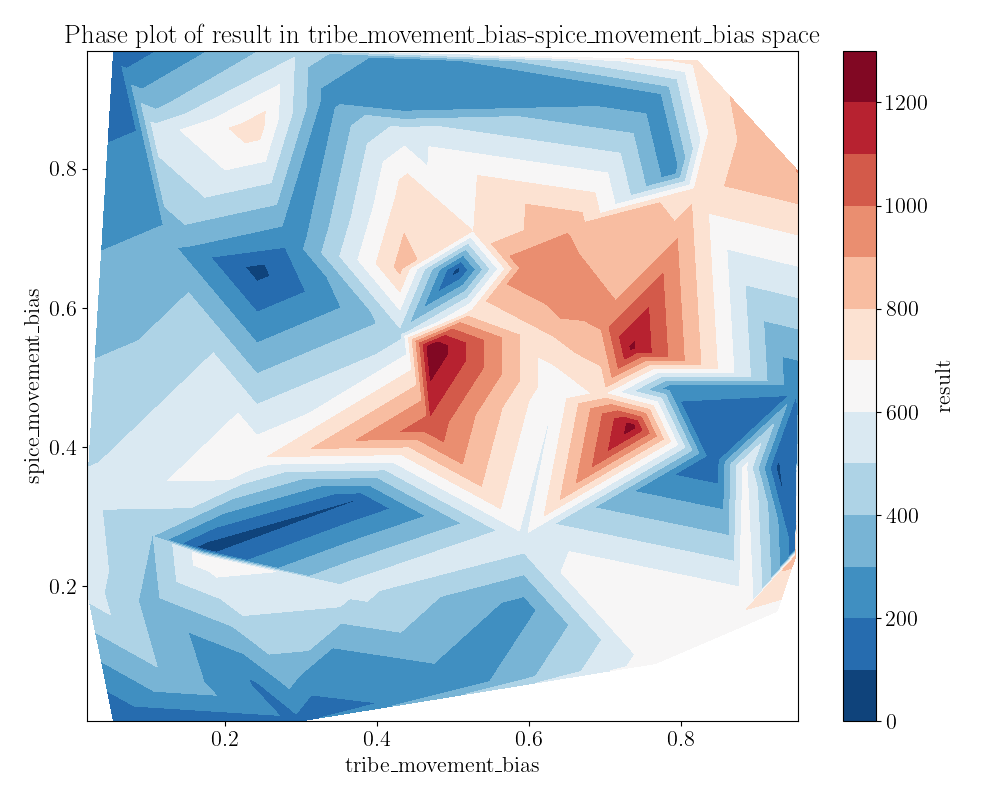 Phase plot of result in tribe_movement_bias-spice_movement_bias space
0.8
0.6
0.4
0.2
spice_movement_bias
0.2 0.4 0.6 0.8
tribe_movement_bias
1200
1000
800
600
400
200
0
result